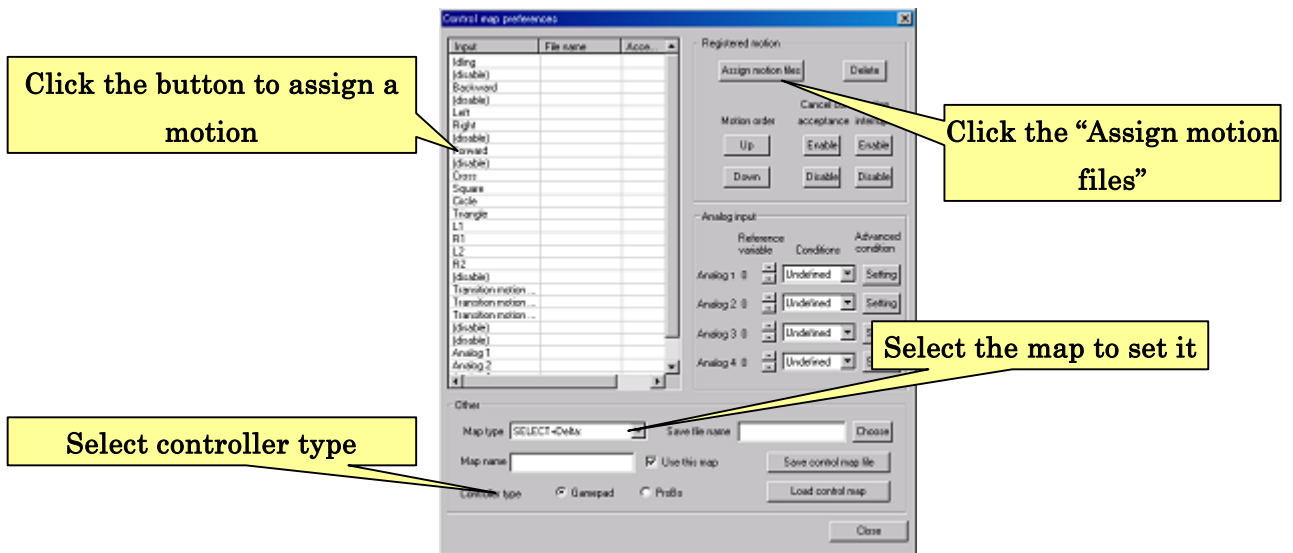 Control map preferences
Click the button to assign a
motion
Input File name Acce...
Idling
(disable)
Backward
(disable)
Left
Right
(disable)
Forward
(disable)
Cross
Square
Circle
Triangle
L1
R1
L2
R2
(disable)
Transition motion ...
Transition motion ...
Transition motion ...
(disable)
(disable)
Analog 1
Analog 2
Registered motion
Assign motion files Delete
Cancel
Motion order acceptance
Up Enable Enable
Down Disable Disable
Click the “Assign motion
files”
Analog input
Reference Advanced
variable Conditions condition
Analog 1 0 Undefined Setting
Analog 2 0 Undefined Setting
Analog 3 0 Undefined
Analog 4 0 Undefined
Select the map to set it
Other
Map type SELECT+Delta: Save file name Choose
Map name Use this map Save control map file
Controller type Gamepad ProBo Load control map
Close
Select controller type